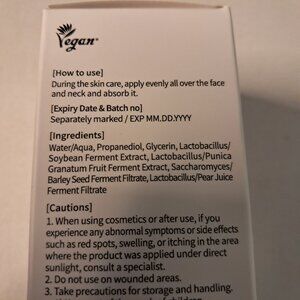 Vegan
[How to use]
During the skin care, apply evenly all over the face
and neck and absorb it.
[Expiry Date & Batch no]
Separately marked / EXP MM.DD.YYYY
[Ingredients]
Water/Aqua, Propanediol, Glycerin, Lactobacillus/
Soybean Ferment Extract, Lactobacillus/Punica
Granatum Fruit Ferment Extract, Saccharomyces/
Barley Seed Ferment Filtrate, Lactobacillus/Pear Juice
Ferment Filtrate
[Cautions]
1. When using cosmetics or after use, if you
experience any abnormal symptoms or side effects
such as red spots, swelling, or itching in the area
where the product was applied under direct
sunlight, consult a specialist.
2. Do not use on wounded areas.
3. Take precautions for storage and handling.